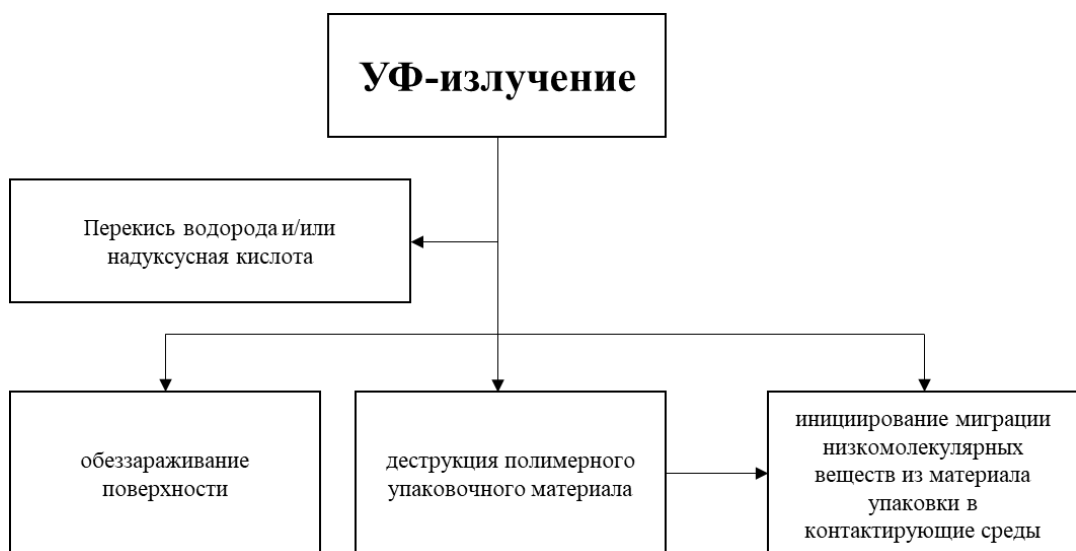 УФ-излучение
Перекись водорода и/или
надуксусная кислота
обеззараживание
поверхности
деструкция полимерного
упаковочного материала
инициирование миграции
низкомолекулярных
веществ из материала
упаковки в
контактирующие среды